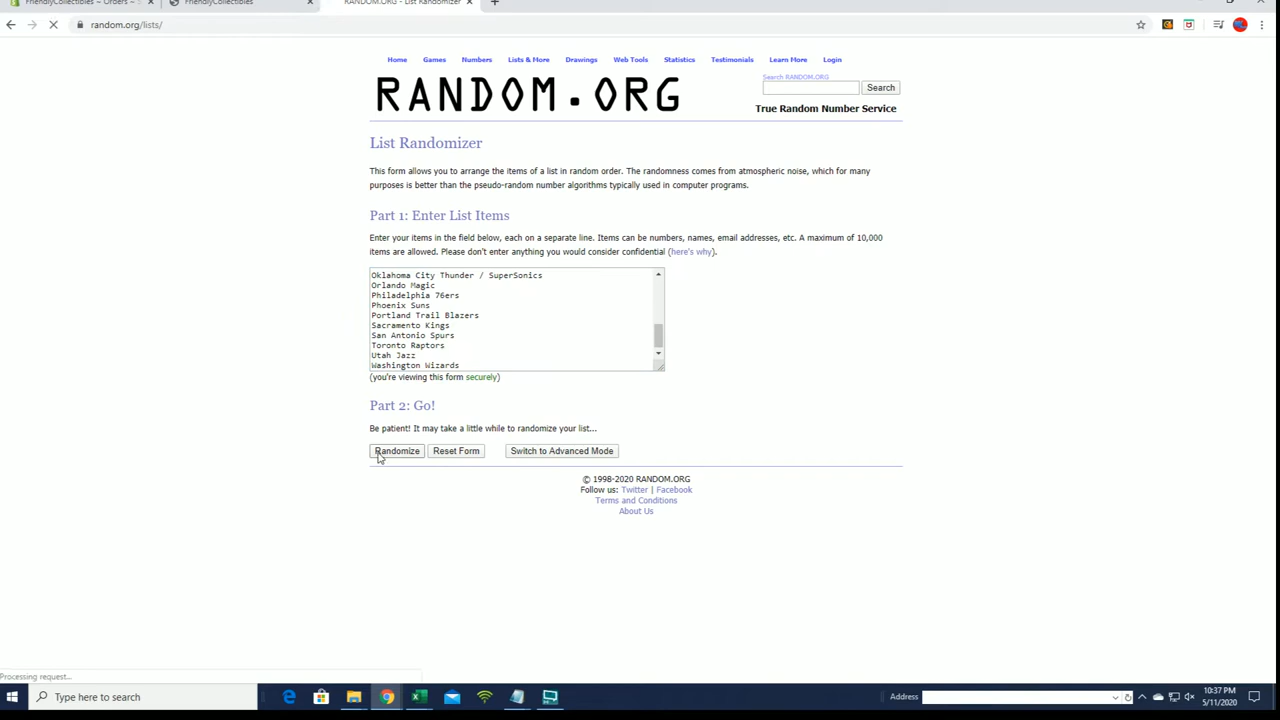 FriendlyCollectibles – Orders –
FriendlyCollectibles
RANDOM.ORG - List Randomizer
random.org/lists/
Home Games Numbers Lists & More Drawings Web Tools Statistics Testimonials Learn More Login
RANDOM.ORG
Search RANDOM.ORG
Search
True Random Number Service
List Randomizer
This form allows you to arrange the items of a list in random order. The randomness comes from atmospheric noise, which for many
purposes is better than the pseudo-random number algorithms typically used in computer programs.
Part 1: Enter List Items
Enter your items in the field below, each on a separate line. Items can be numbers, names, email addresses, etc. A maximum of 10,000
items are allowed. Please don't enter anything you would consider confidential (here's why).
Oklahoma City Thunder / SuperSonics
Orlando Magic
Philadelphia 76ers
Phoenix Suns
Portland Trail Blazers
Sacramento Kings
San Antonio Spurs
Toronto Raptors
Utah Jazz
Washington Wizards
(you're viewing this form securely)
Part 2: Go!
Be patient! It may take a little while to randomize your list...
Randomize Reset Form Switch to Advanced Mode
© 1998-2020 RANDOM.ORG
Follow us: Twitter | Facebook
Terms and Conditions
About Us
Processing request...
Type here to search
Address
10:37 PM
5/11/2020